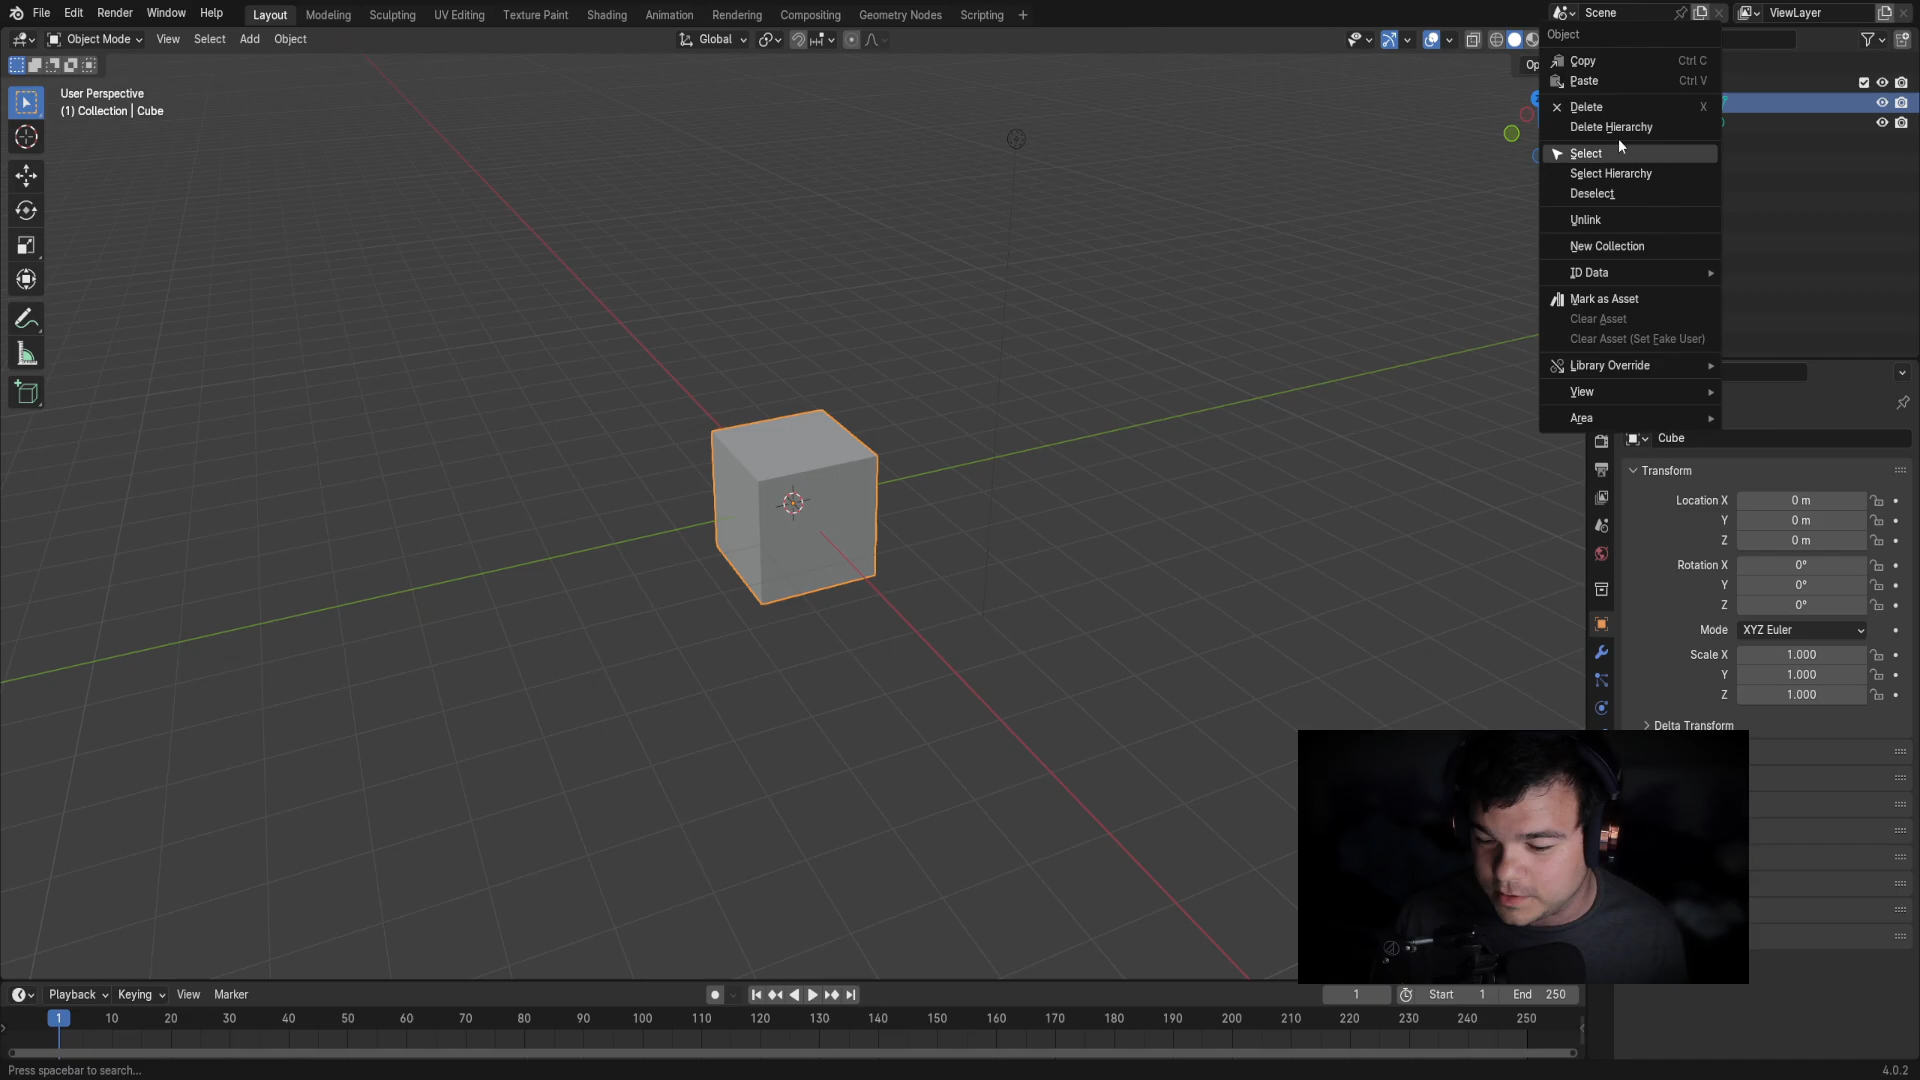 File Edit Render Window Help Layout Modeling Sculpting UV Editing Texture Paint Shading Animation Rendering Compositing Geometry Nodes Scripting + Scene ViewLayer
Object Mode View Select Add Object Global
User Perspective
(1) Collection | Cube
Op
Object
Copy Ctrl C
Paste Ctrl V
Delete X
Delete Hierarchy
Select
Select Hierarchy
Deselect
Unlink
New Collection
ID Data
Mark as Asset
Clear Asset
Clear Asset (Set Fake User)
Library Override
View
Area
Cube
Transform
Location X 0 m
Y 0 m
Z 0 m
Rotation X 0°
Y 0°
Z 0°
Mode XYZ Euler
Scale X 1.000
Y 1.000
Z 1.000
Delta Transform
Playback Keying View Marker 1 Start 1 End 250
1 10 20 30 40 50 60 70 80 90 100 110 120 130 140 150 160 170 180 190 200 210 220 230 240 250
Press spacebar to search... 4.0.2